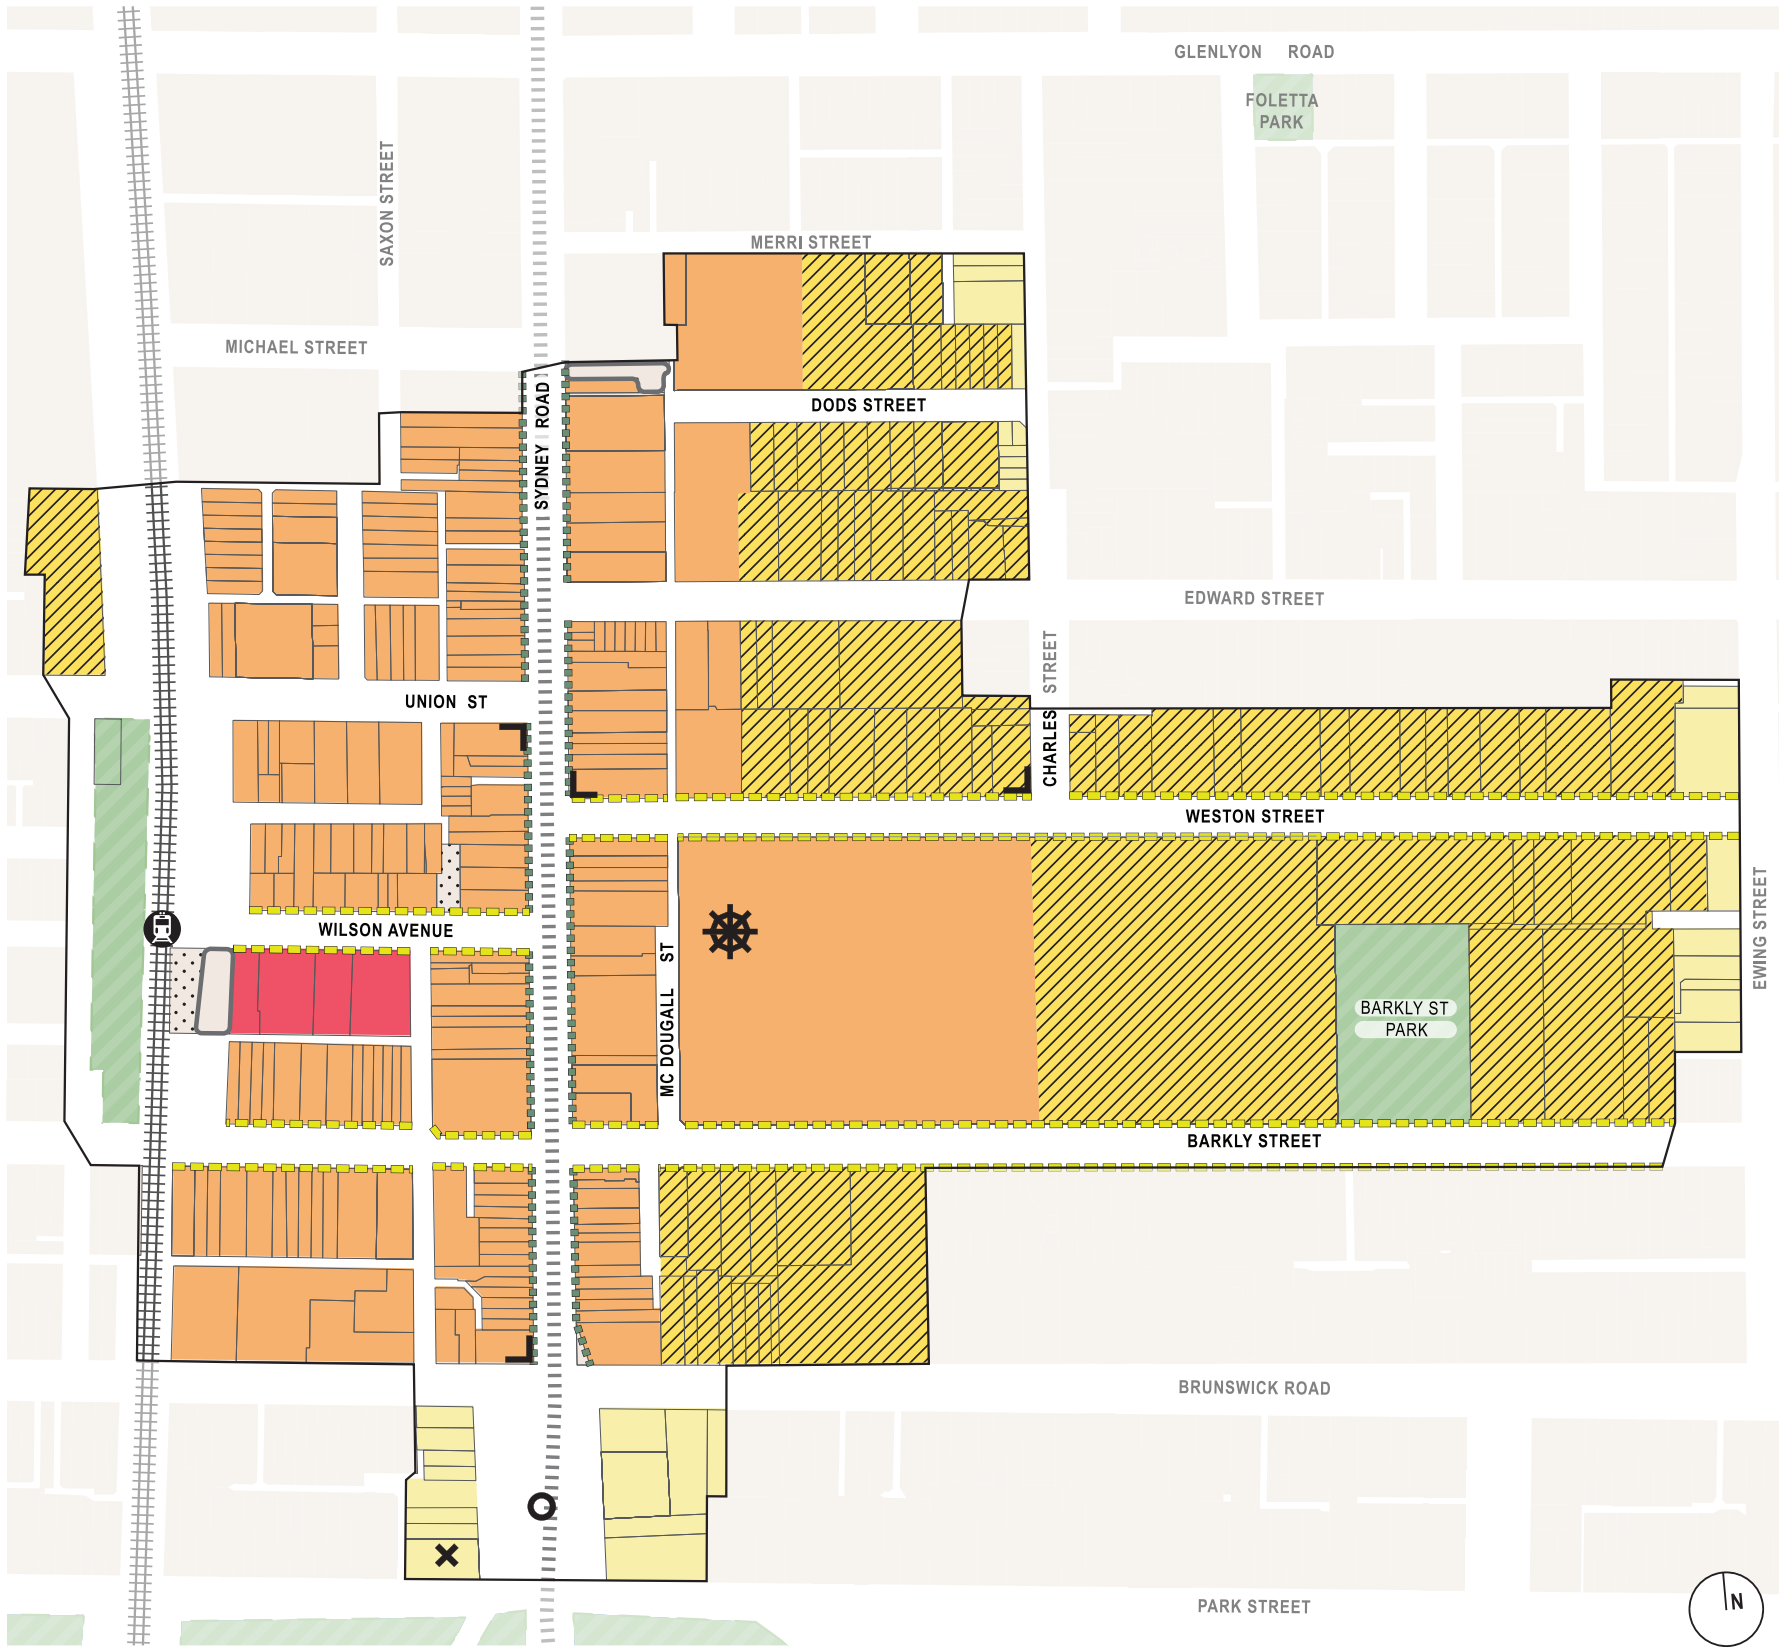 GLENLYON ROAD
FOLETTA
PARK
SAXON STREET
MERRI STREET
MICHAEL STREET
SYDNEY ROAD
DODS STREET
EDWARD STREET
CHARLES STREET
UNION ST
WESTON STREET
WILSON AVENUE
MC DOUGALL ST
EWING STREET
BARKLY ST
PARK
BARKLY STREET
BRUNSWICK ROAD
PARK STREET
N